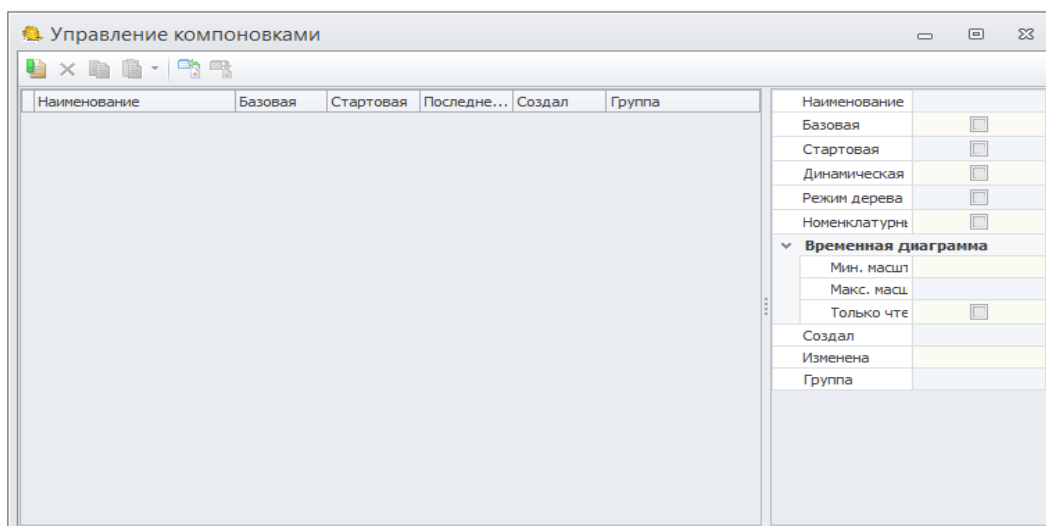 Управление компоновками
Наименование Базовая Стартовая Последне... Создал Группа
Наименование
Базовая
Стартовая
Динамическая
Режим дерева
Номенклатурны
Временная диаграмма
Мин. масшт
Макс. масш
Только чте
Создал
Изменена
Группа